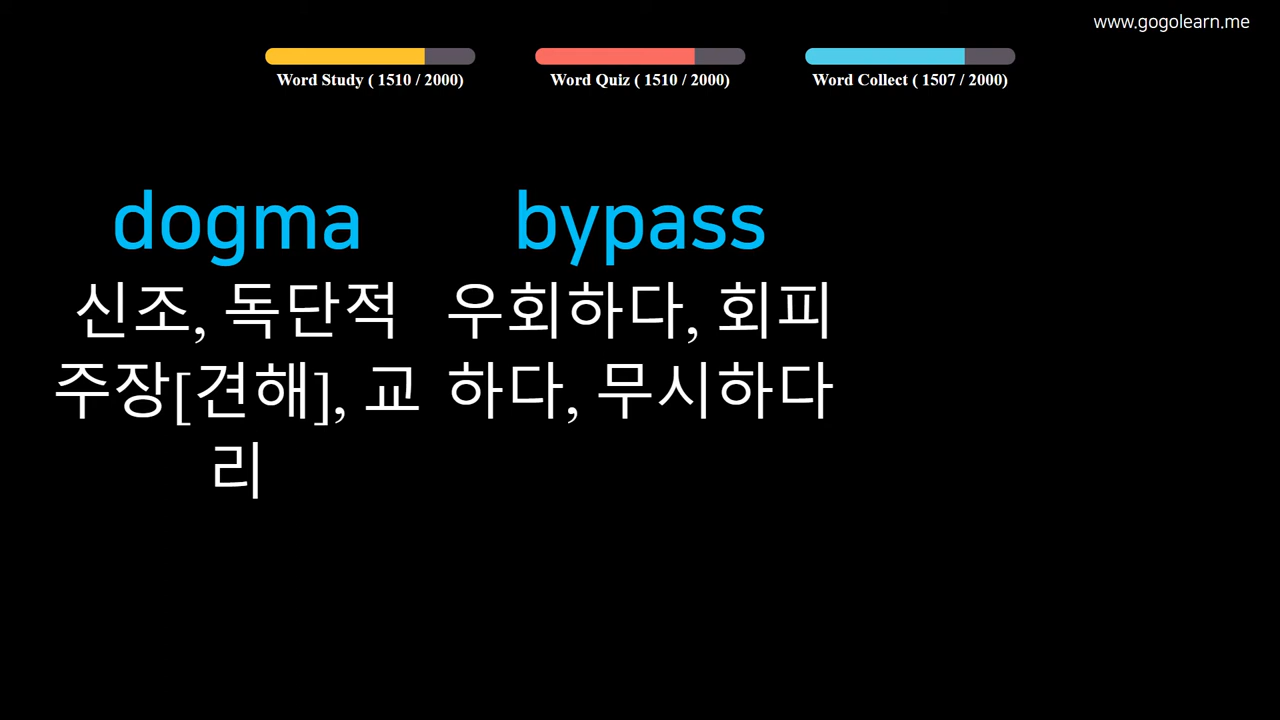 www.gogolearn.me
Word Study ( 1510 / 2000)
Word Quiz ( 1510 / 2000)
Word Collect ( 1507 / 2000)
dogma
신조, 독단적
주장[견해], 교
리
bypass
우회하다, 회피
하다, 무시하다